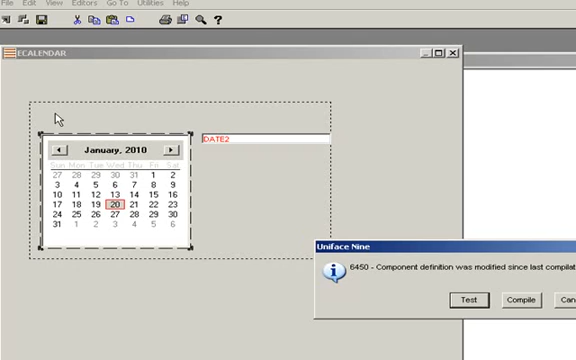 File Edit View Editors Go To Utilities Help
ECALENDAR
January, 2010
DATE2
Sun Mon Tue Wed Thu Fri Sat
27 28 29 30 31 1 2
3 4 5 6 7 8 9
10 11 12 13 14 15 16
17 18 19 20 21 22 23
24 25 26 27 28 29 30
31 1 2 3 4 5 6
Uniface Nine
6450 - Component definition was modified since last compilat
Test Compile Can